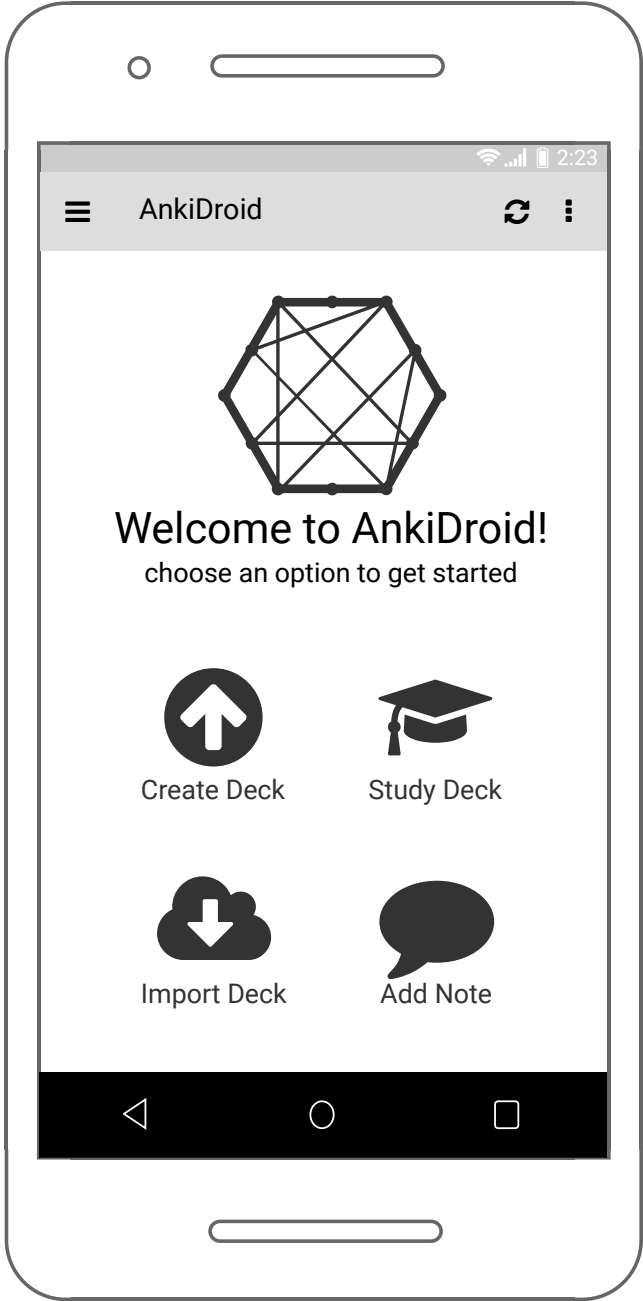 2:23
AnkiDroid
Welcome to AnkiDroid!
choose an option to get started
Create Deck
Study Deck
Import Deck
Add Note